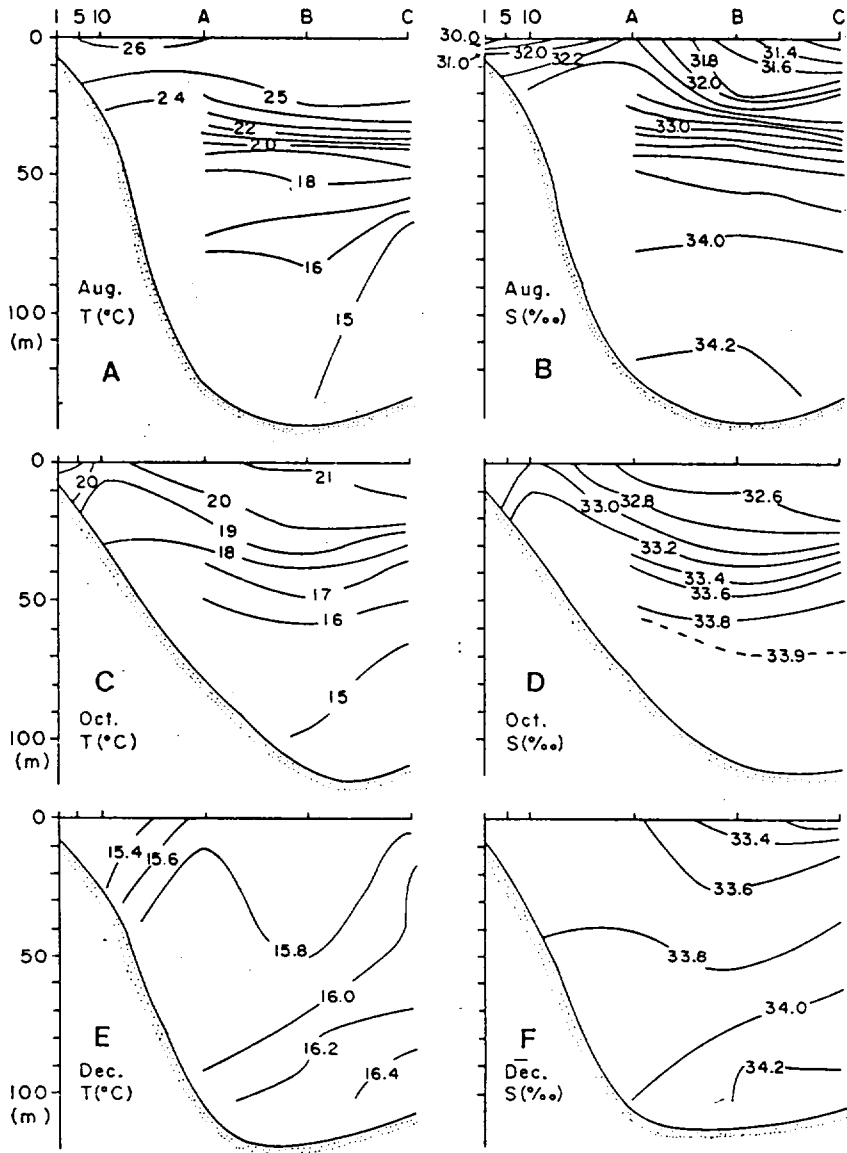 1 5 10 A B C
0
50
100
(m)
26
25
24
22
20
18
16
15
Aug.
T (°C)
A
1 5 10 A B C
30.0
31.0
32.0
32.2
31.8
32.0
31.4
31.6
33.0
34.0
34.2
Aug.
S (‰)
B
0
50
100
(m)
20
21
20
19
18
17
16
15
C
Oct.
T (°C)
32.6
32.8
33.0
33.2
33.4
33.6
33.8
33.9
D
Oct.
S (‰)
0
50
100
(m)
15.4
15.6
15.8
16.0
16.2
16.4
E
Dec.
T (°C)
33.4
33.6
33.8
34.0
34.2
F
Dec.
S (‰)